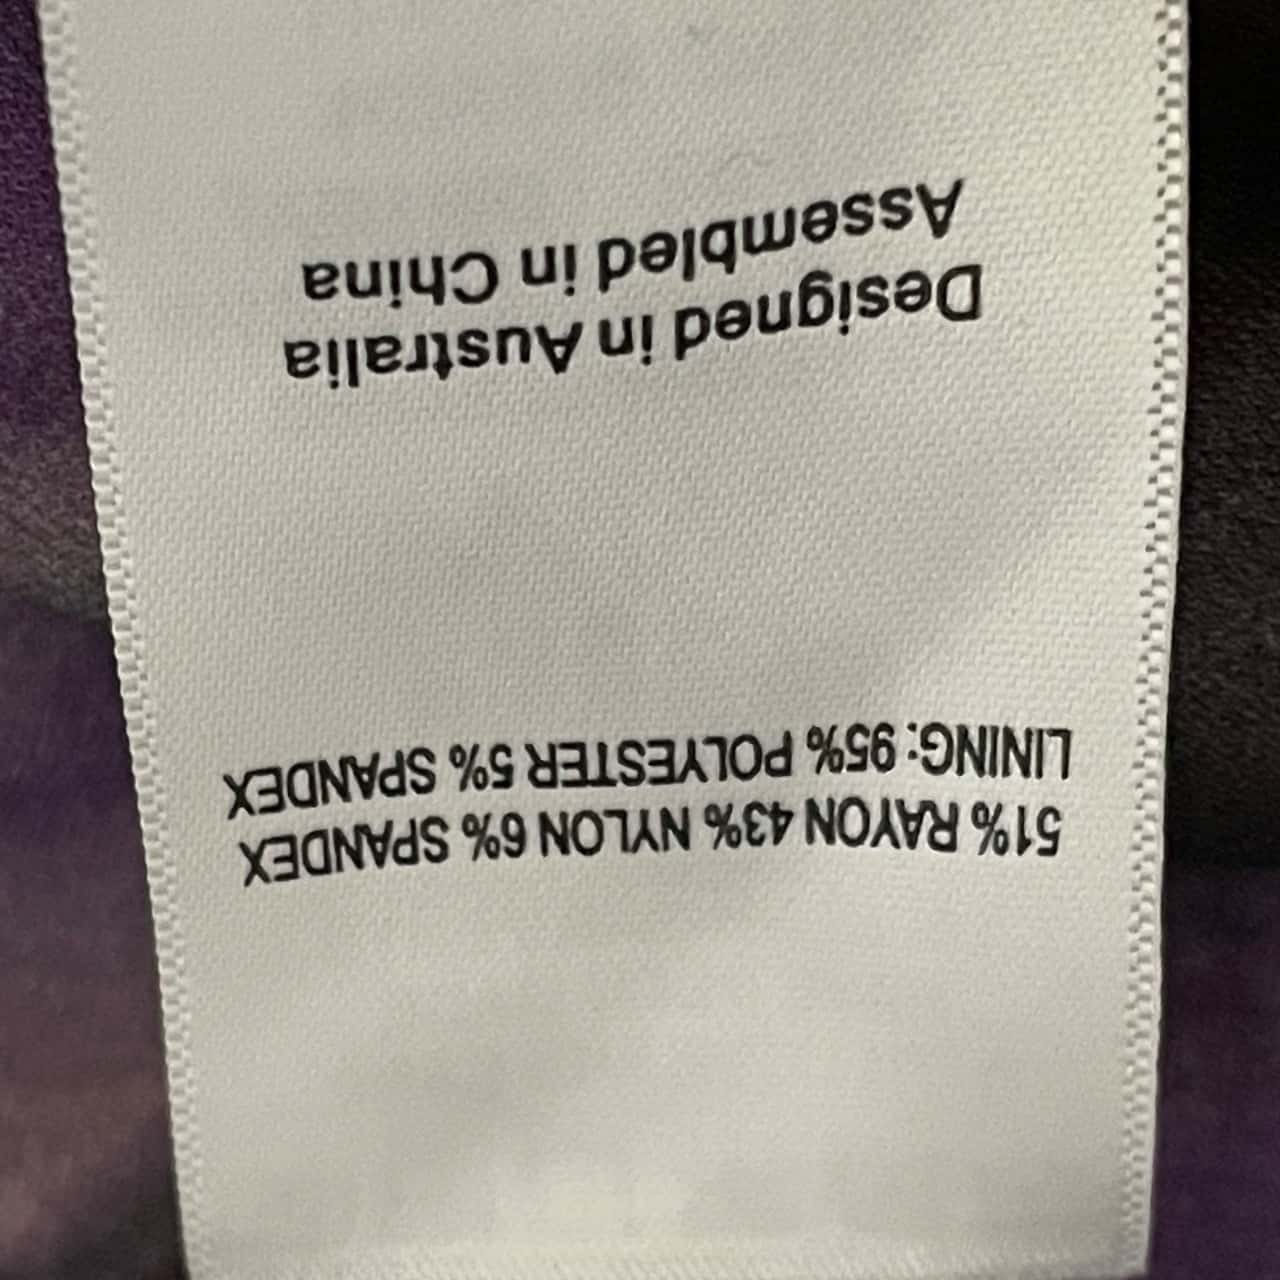 51% RAYON 43% NYLON 6% SPANDEX
LINING: 95% POLYESTER 5% SPANDEX
Designed in Australia
Assembled in China